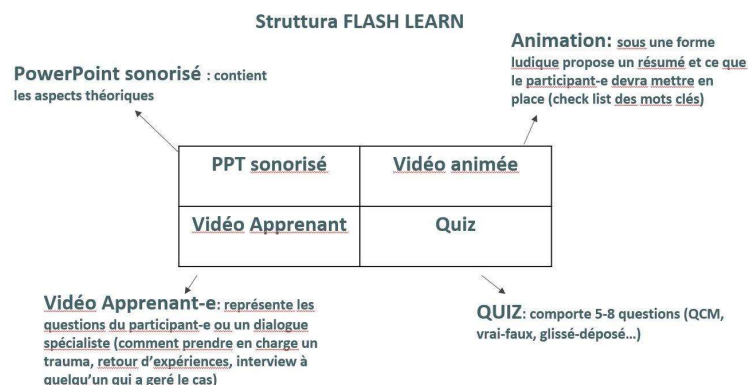 Struttura FLASH LEARN
PowerPoint sonorisé : contient
les aspects théoriques
Animation: sous une forme
ludique propose un résumé et ce que
le participant-e devra mettre en
place (check list des mots clés)
PPT sonorisé
Vidéo animée
Vidéo Apprenant
Quiz
Vidéo Apprenant-e: représente les
questions du participant-e ou un dialogue
spécialiste (comment prendre en charge un
trauma, retour d'expériences, interview à
quelqu'un qui a geré le cas)
QUIZ: comporte 5-8 questions (QCM,
vrai-faux, glissé-déposé...)